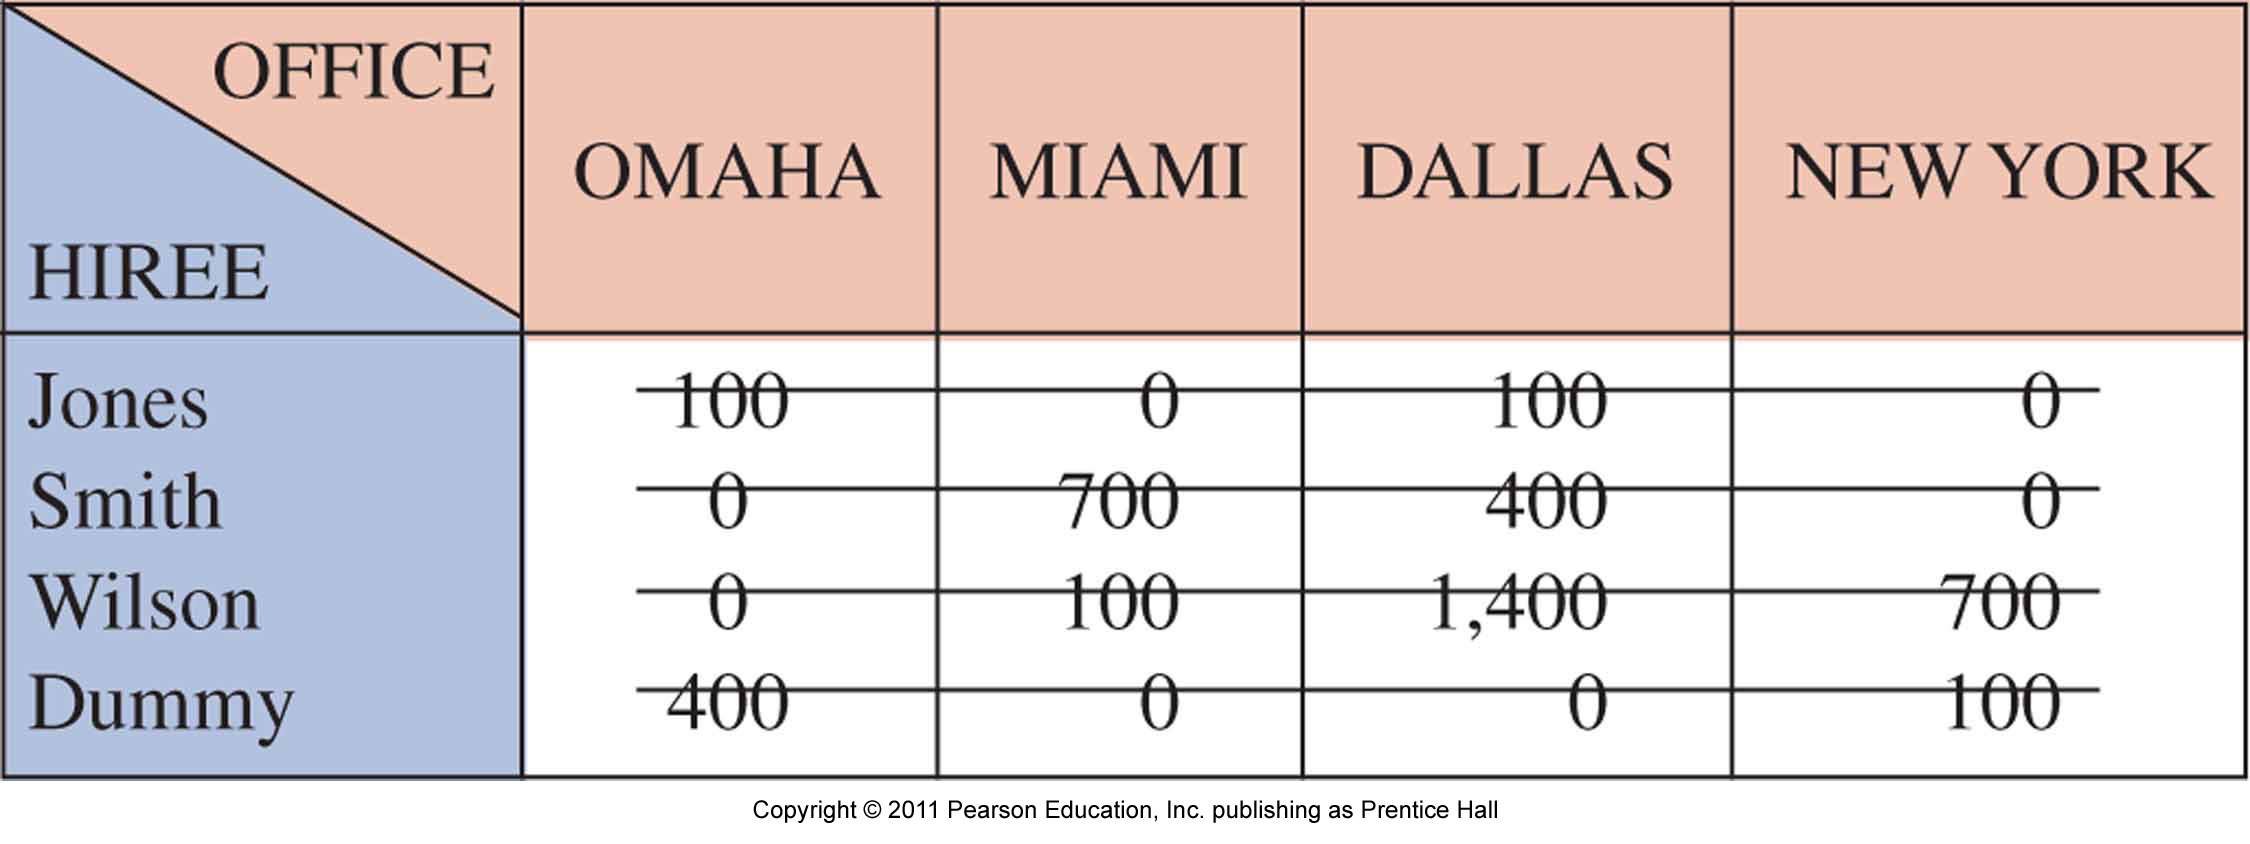 OFFICE
OMAHA MIAMI DALLAS NEW YORK
HIREE
Jones 100 0 100 0
Smith 0 700 400 0
Wilson 0 100 1,400 700
Dummy 400 0 0 100
Copyright © 2011 Pearson Education, Inc. publishing as Prentice Hall